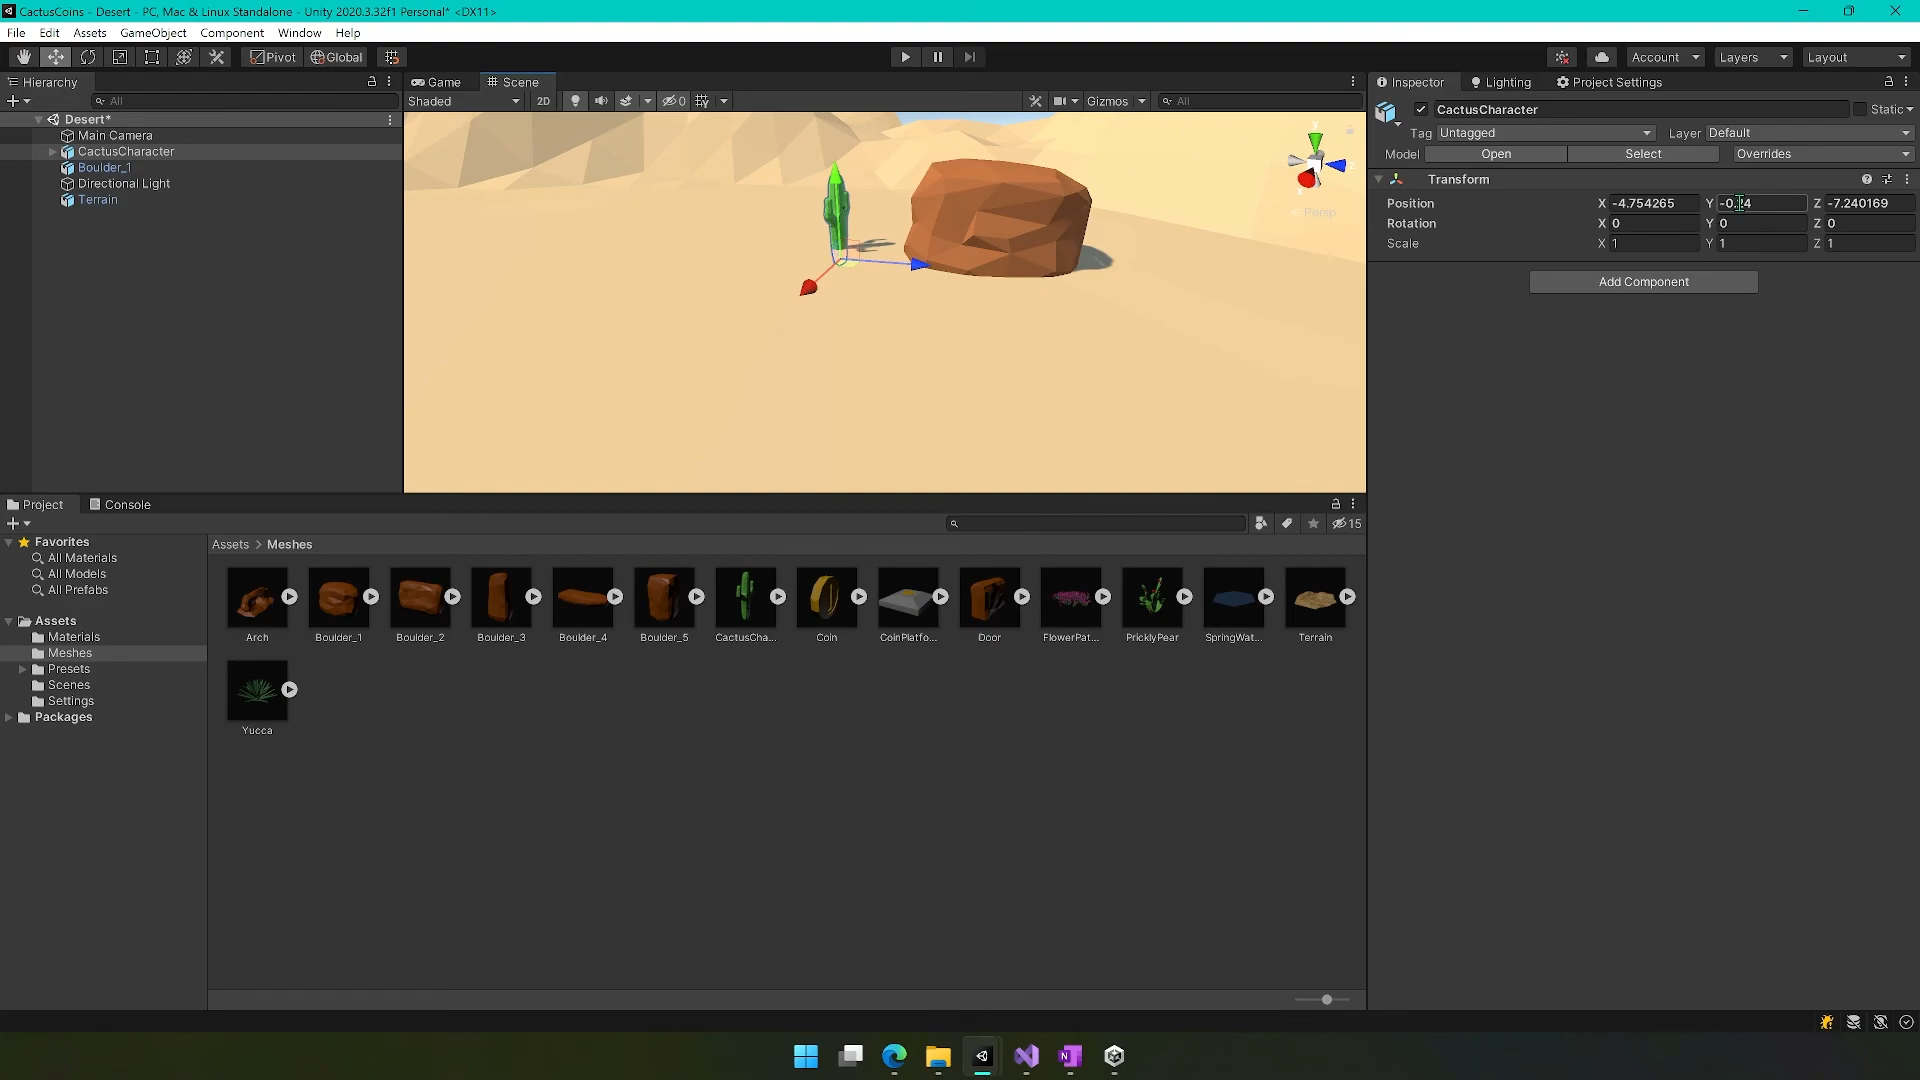 CactusCoins - Desert - PC, Mac & Linux Standalone - Unity 2020.3.32f1 Personal* <DX11>
File Edit Assets GameObject Component Window Help
Pivot Global Account Layers Layout
Hierarchy Game Scene Inspector Lighting Project Settings
All Shaded 2D 0 Gizmos All CactusCharacter Static
Desert* Tag Untagged Layer Default
Main Camera
CactusCharacter Model Open Select Overrides
Boulder_1
Directional Light
Terrain
Transform
Position X -4.754265 Y Z -7.240169
Rotation X 0 Y 0 Z 0
Scale X 1 Y 1 Z 1
Add Component
y
x
Persp
Project Console
15
Favorites
All Materials
All Models
All Prefabs
Assets
Materials
Meshes
Presets
Scenes
Settings
Packages
Assets > Meshes
Arch Boulder_1 Boulder_2 Boulder_3 Boulder_4 Boulder_5 CactusCha... Coin CoinPlatfo... Door FlowerPat... PricklyPear SpringWat... Terrain
Yucca
N